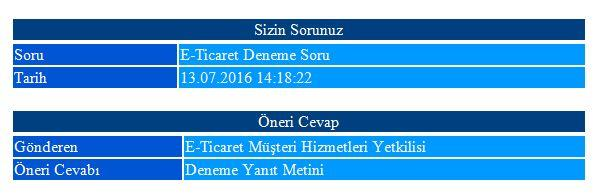 Sizin Sorunuz
Soru E-Ticaret Deneme Soru
Tarih 13.07.2016 14:18:22
Öneri Cevap
Gönderen E-Ticaret Müşteri Hizmetleri Yetkilisi
Öneri Cevabı Deneme Yanıt Metini